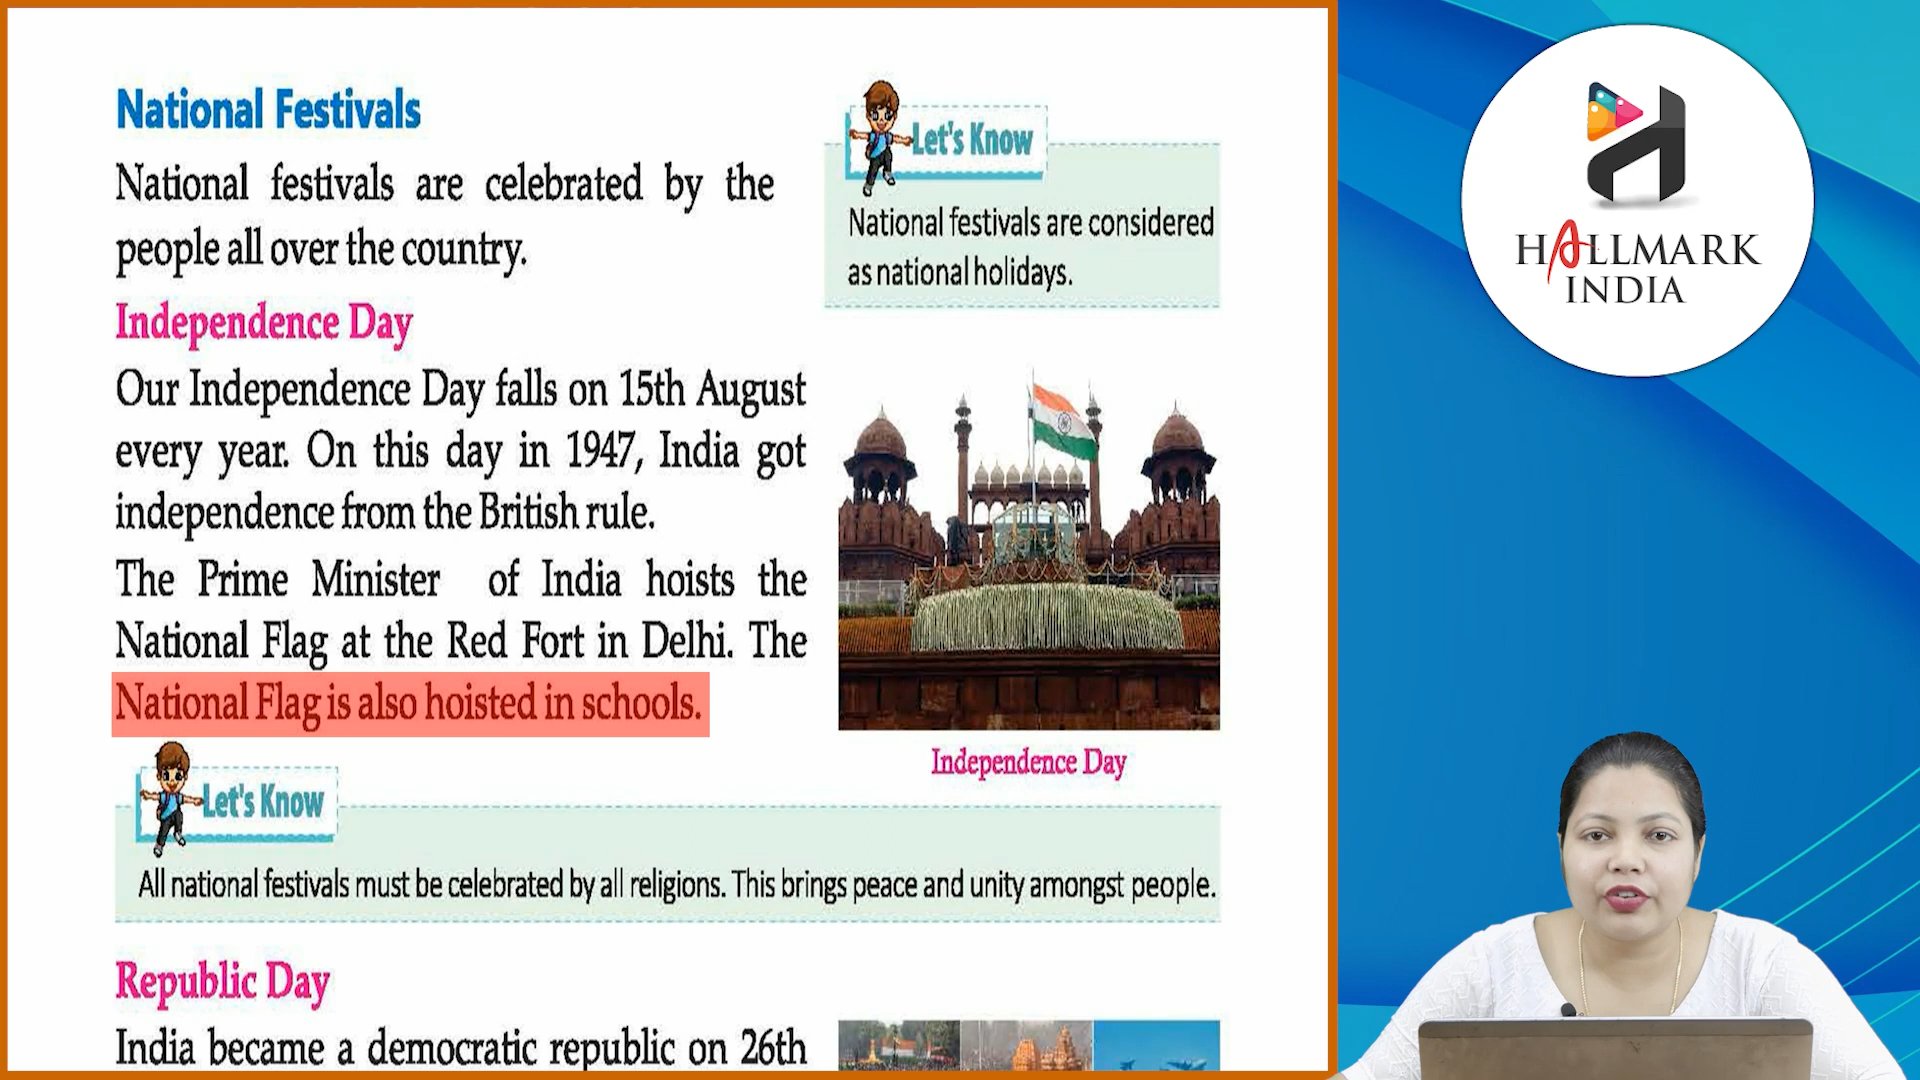 National Festivals
National festivals are celebrated by the
people all over the country.
Let's Know
National festivals are considered
as national holidays.
Independence Day
Our Independence Day falls on 15th August
every year. On this day in 1947, India got
independence from the British rule.
The Prime Minister of India hoists the
National Flag at the Red Fort in Delhi. The
National Flag is also hoisted in schools.
Independence Day
Let's Know
All national festivals must be celebrated by all religions. This brings peace and unity amongst people.
Republic Day
India became a democratic republic on 26th
HALLMARK
INDIA